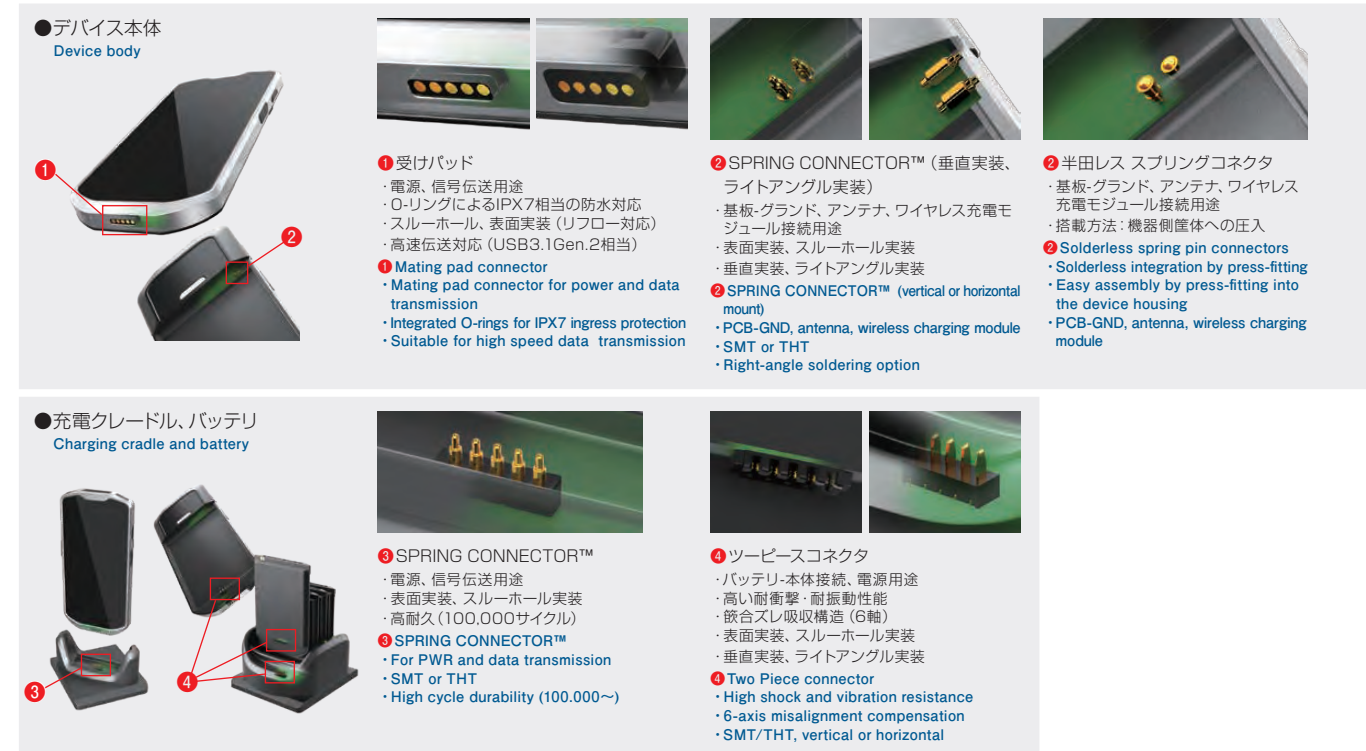 ●デバイス本体
Device body
1
2
❶受けパッド
・電源、信号伝送用途
・O-リングによるIPX7相当の防水対応
・スルーホール、表面実装（リフロー対応）
・高速伝送対応（USB3.1Gen.2相当）
❶Mating pad connector
・Mating pad connector for power and data
transmission
・Integrated O-rings for IPX7 ingress protection
・Suitable for high speed data transmission
❷SPRING CONNECTOR™（垂直実装、
ライトアングル実装）
・基板-グランド、アンテナ、ワイヤレス充電モ
ジュール接続用途
・表面実装、スルーホール実装
・垂直実装、ライトアングル実装
❷SPRING CONNECTOR™ (vertical or horizontal
mount)
・PCB-GND, antenna, wireless charging module
・SMT or THT
・Right-angle soldering option
❷半田レス スプリングコネクタ
・基板-グランド、アンテナ、ワイヤレス
充電モジュール接続用途
・搭載方法：機器側筐体への圧入
❷Solderless spring pin connectors
・Solderless integration by press-fitting
・Easy assembly by press-fitting into
the device housing
・PCB-GND, antenna, wireless charging
module
●充電クレードル、バッテリ
Charging cradle and battery
3
4
❸SPRING CONNECTOR™
・電源、信号伝送用途
・表面実装、スルーホール実装
・高耐久（100,000サイクル）
❸SPRING CONNECTOR™
・For PWR and data transmission
・SMT or THT
・High cycle durability (100.000～)
❹ツーピースコネクタ
・バッテリ-本体接続、電源用途
・高い耐衝撃・耐振動性能
・嵌合ズレ吸収構造（6軸）
・表面実装、スルーホール実装
・垂直実装、ライトアングル実装
❹Two Piece connector
・High shock and vibration resistance
・6-axis misalignment compensation
・SMT/THT, vertical or horizontal